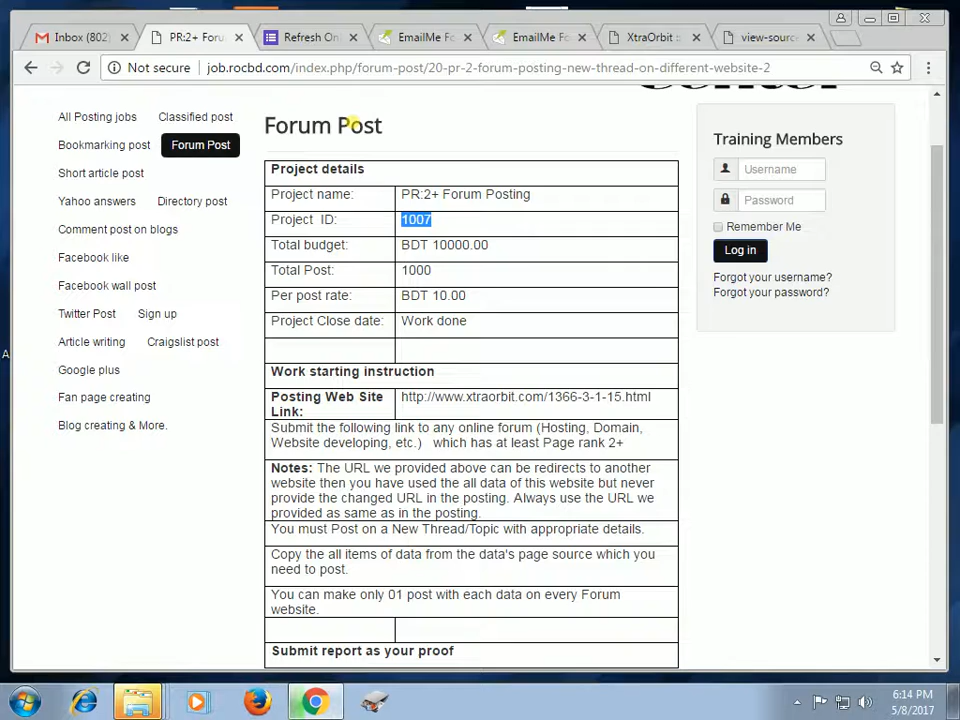 Inbox (802)
PR:2+ Foru
Refresh Onl
EmailMe Fo
EmailMe Fo
XtraOrbit ::
view-source
Not secure
job.rocbd.com/index.php/forum-post/20-pr-2-forum-posting-new-thread-on-different-website-2
All Posting jobs
Classified post
Bookmarking post
Forum Post
Short article post
Yahoo answers
Directory post
Comment post on blogs
Facebook like
Facebook wall post
Twitter Post
Sign up
Article writing
Craigslist post
Google plus
Fan page creating
Blog creating & More.
Forum Post
Project details
Project name: PR:2+ Forum Posting
Project ID: 1007
Total budget: BDT 10000.00
Total Post: 1000
Per post rate: BDT 10.00
Project Close date: Work done
Work starting instruction
Posting Web Site
Link:
http://www.xtraorbit.com/1366-3-1-15.html
Submit the following link to any online forum (Hosting, Domain,
Website developing, etc.) which has at least Page rank 2+
Notes: The URL we provided above can be redirects to another
website then you have used the all data of this website but never
provide the changed URL in the posting. Always use the URL we
provided as same as in the posting.
You must Post on a New Thread/Topic with appropriate details.
Copy the all items of data from the data's page source which you
need to post.
You can make only 01 post with each data on every Forum
website.
Submit report as your proof
Training Members
Username
Password
Remember Me
Log in
Forgot your username?
Forgot your password?
6:14 PM
5/8/2017